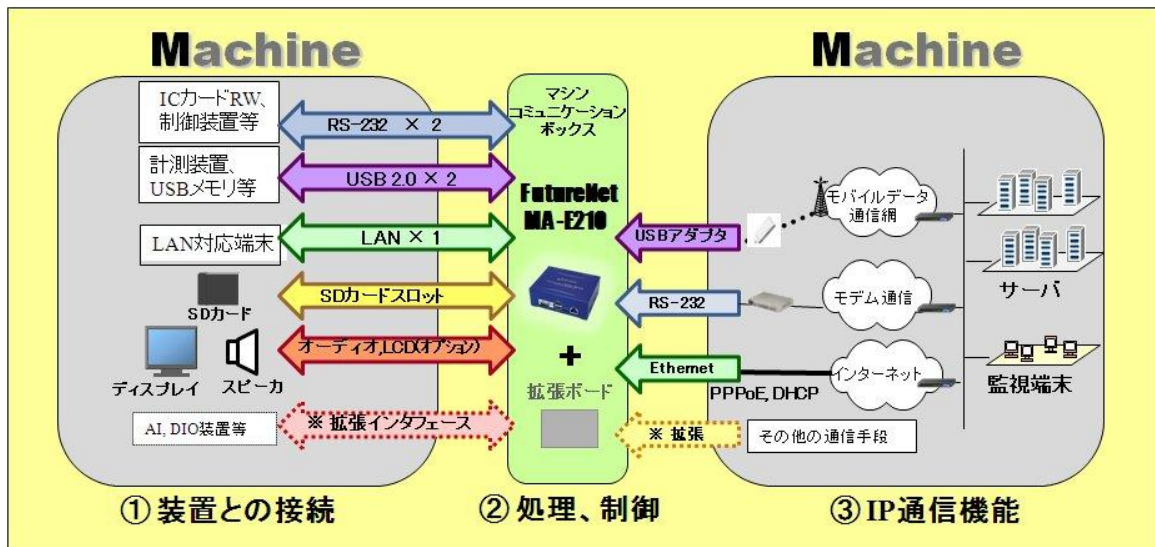 Machine
Machine
ICカードRW、
制御装置等
RS-232 × 2
計測装置、
USBメモリ等
USB 2.0 × 2
LAN対応端末
LAN × 1
SDカード
SDカードスロット
ディスプレイ
スピーカ
オーディオ,LCD(オプション)
AI, DIO装置等
※ 拡張インタフェース
マシン
コミュニケーション
ボックス
FutureNet
MA-E210
+
拡張ボード
USBアダプタ
モバイルデータ
通信網
RS-232
モデム通信
サーバ
Ethernet
PPPoE, DHCP
インターネット
監視端末
※ 拡張
その他の通信手段
① 装置との接続
② 処理、制御
③ IP通信機能